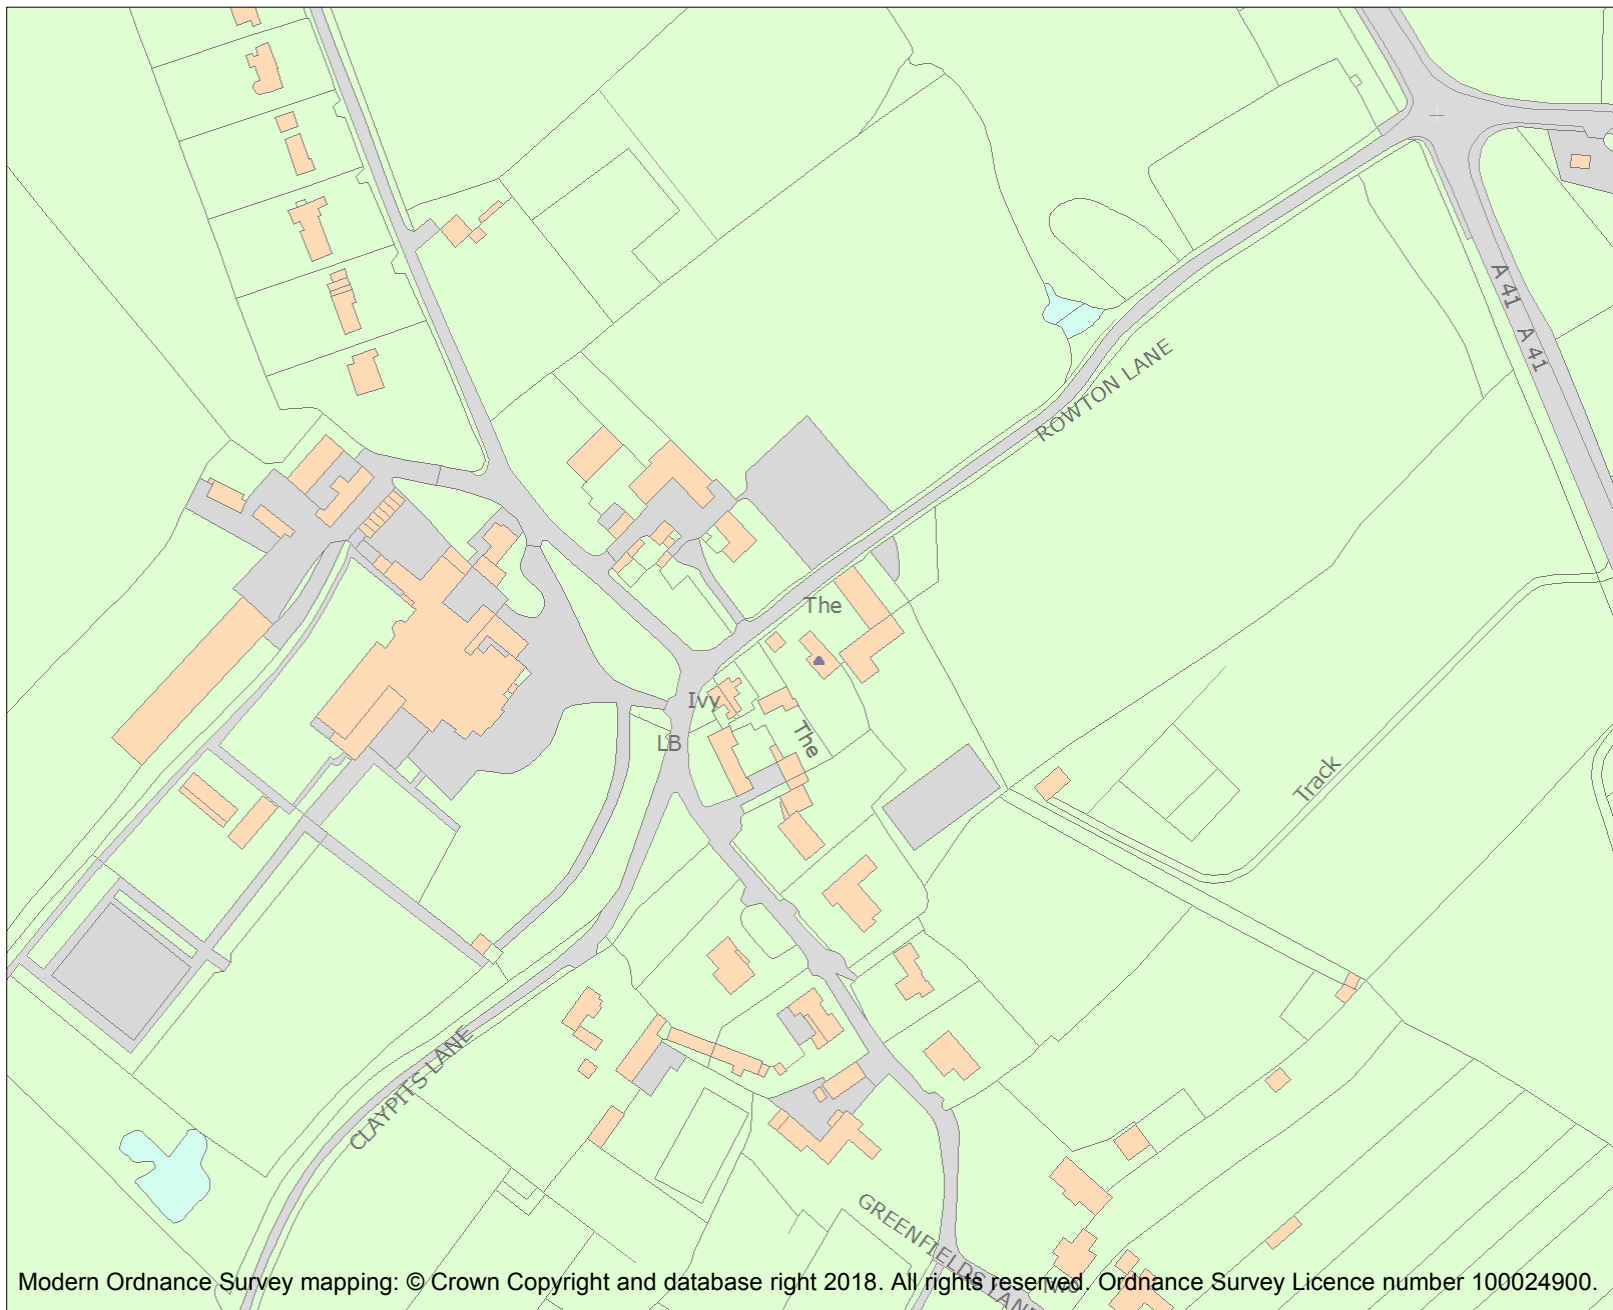 A 41
A 41
ROWTON LANE
The
Ivy
The
LB
Track
CLAYPITS LANE
GREENFIELDS LANE
Two
Modern Ordnance Survey mapping: © Crown Copyright and database right 2018. All rights reserved. Ordnance Survey Licence number 100024900.